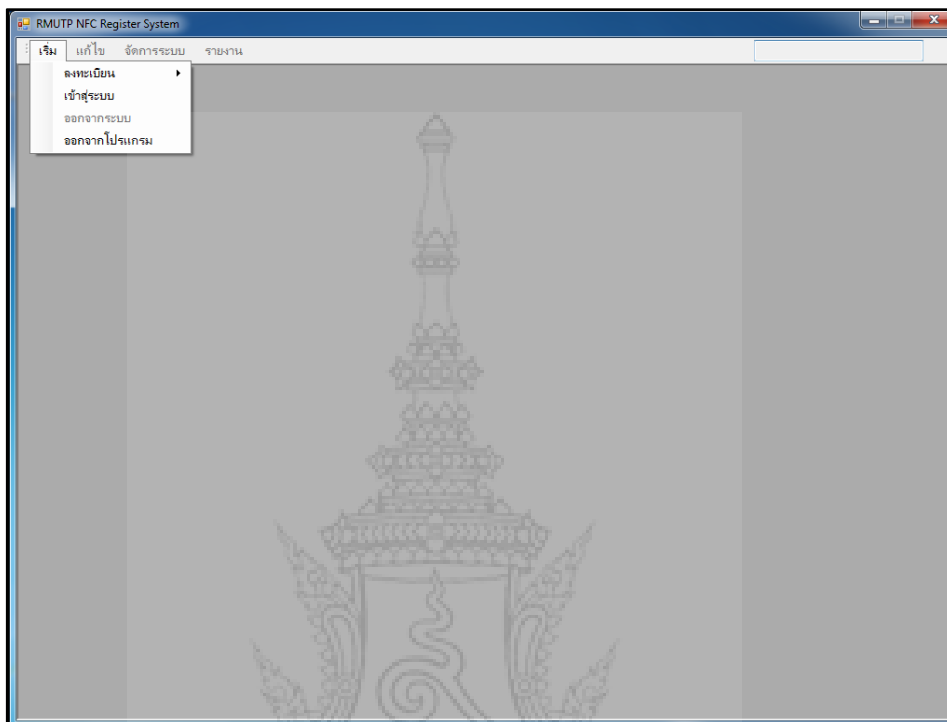 RMUTP NFC Register System
เริ่ม แก้ไข จัดการระบบ รายงาน
ลงทะเบียน
เข้าสู่ระบบ
ออกจากระบบ
ออกจากโปรแกรม